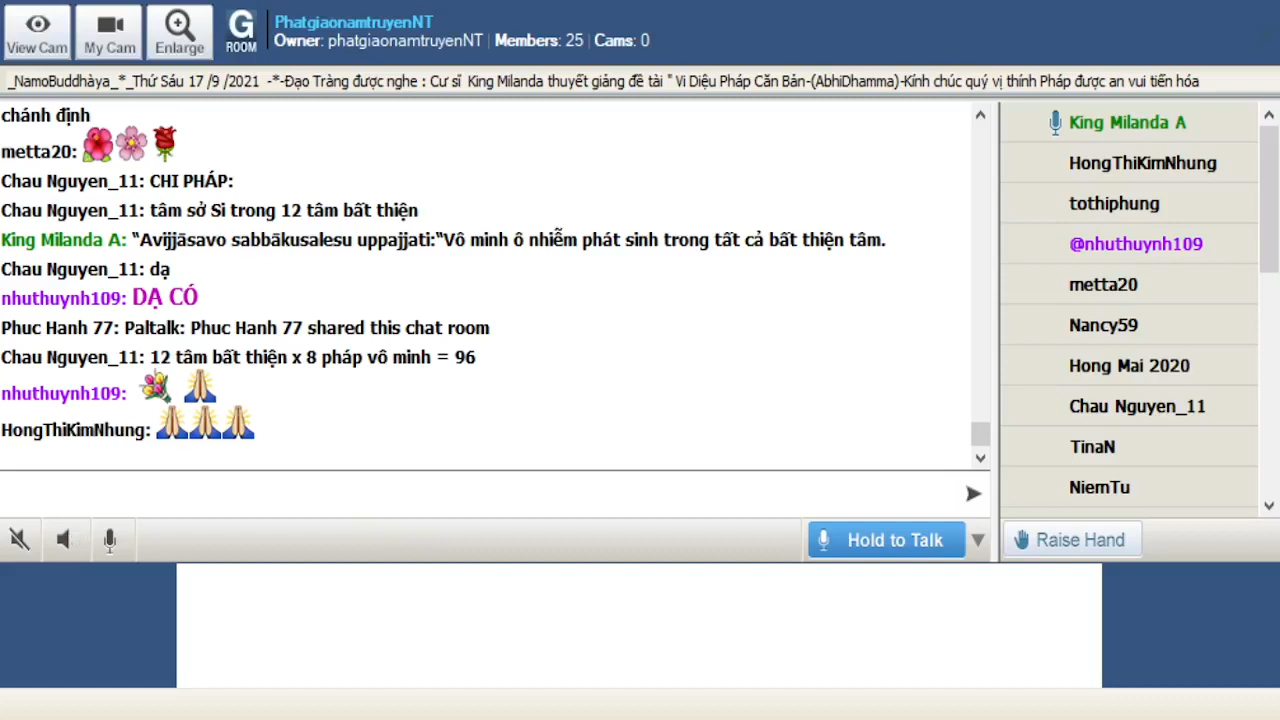 View Cam
My Cam
Enlarge
G
ROOM
PhatgiaonamtruyenNT
Owner: phatgiaonamtruyenNT | Members: 25 | Cams: 0
_NamoBuddhàya_*_Thứ Sáu 17 /9 /2021 -*-Đạo Tràng được nghe : Cư sĩ King Milanda thuyết giảng đề tài " Vi Diệu Pháp Căn Bản-(AbhiDhamma)-Kính chúc quý vị thính Pháp được an vui tiến hóa
chánh định
metta20:
Chau Nguyen_11: CHI PHÁP:
Chau Nguyen_11: tâm sở Si trong 12 tâm bất thiện
King Milanda A: “Avijjāsavo sabbākusalesu uppajjati:“Vô minh ô nhiễm phát sinh trong tất cả bất thiện tâm.
Chau Nguyen_11: dạ
nhuthuynh109: DẠ CÓ
Phuc Hanh 77: Paltalk: Phuc Hanh 77 shared this chat room
Chau Nguyen_11: 12 tâm bất thiện x 8 pháp vô minh = 96
nhuthuynh109:
HongThiKimNhung:
King Milanda A
HongThiKimNhung
tothiphung
@nhuthuynh109
metta20
Nancy59
Hong Mai 2020
Chau Nguyen_11
TinaN
NiemTu
Hold to Talk
Raise Hand